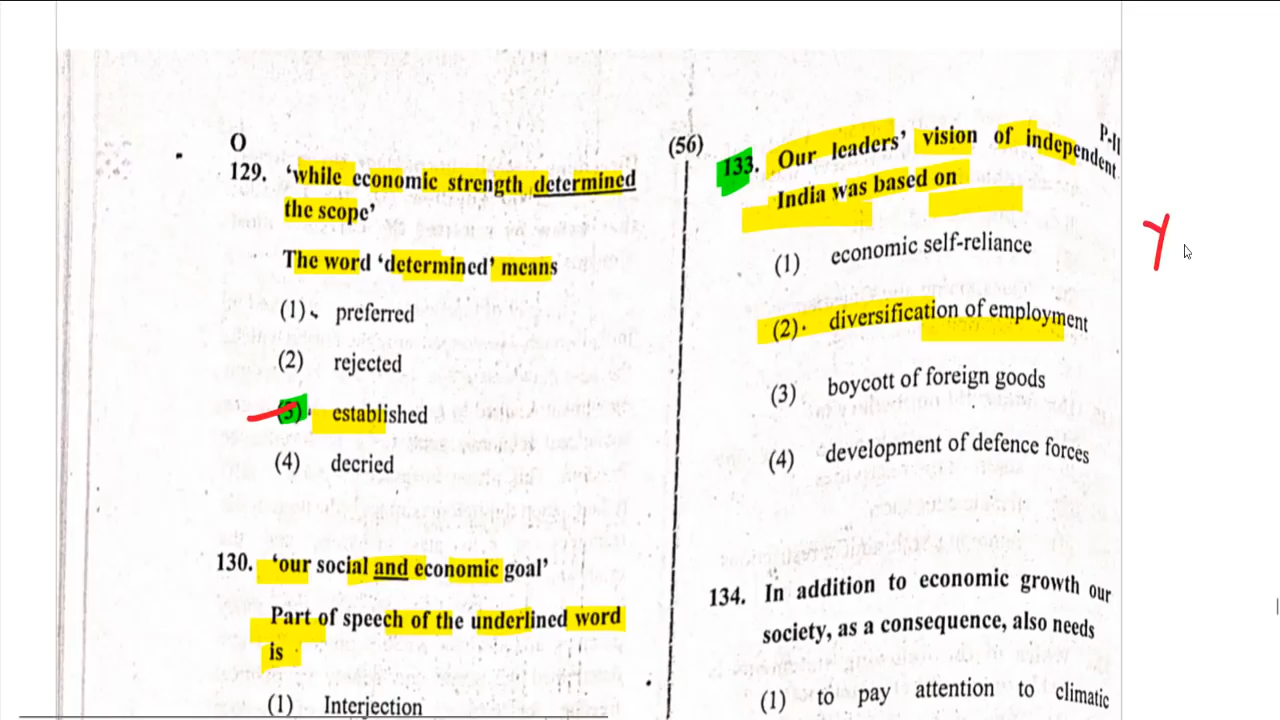 O
129. 'while economic strength determined
the scope'
The word 'determined' means
(1) preferred
(2) rejected
(3) established
(4) decried
130. 'our social and economic goal'
Part of speech of the underlined word
is
(1) Interjection
(56)
P-II
133. Our leaders' vision of independent
India was based on
(1) economic self-reliance
(2) diversification of employment
(3) boycott of foreign goods
(4) development of defence forces
134. In addition to economic growth our
society, as a consequence, also needs
(1) to pay attention to climatic